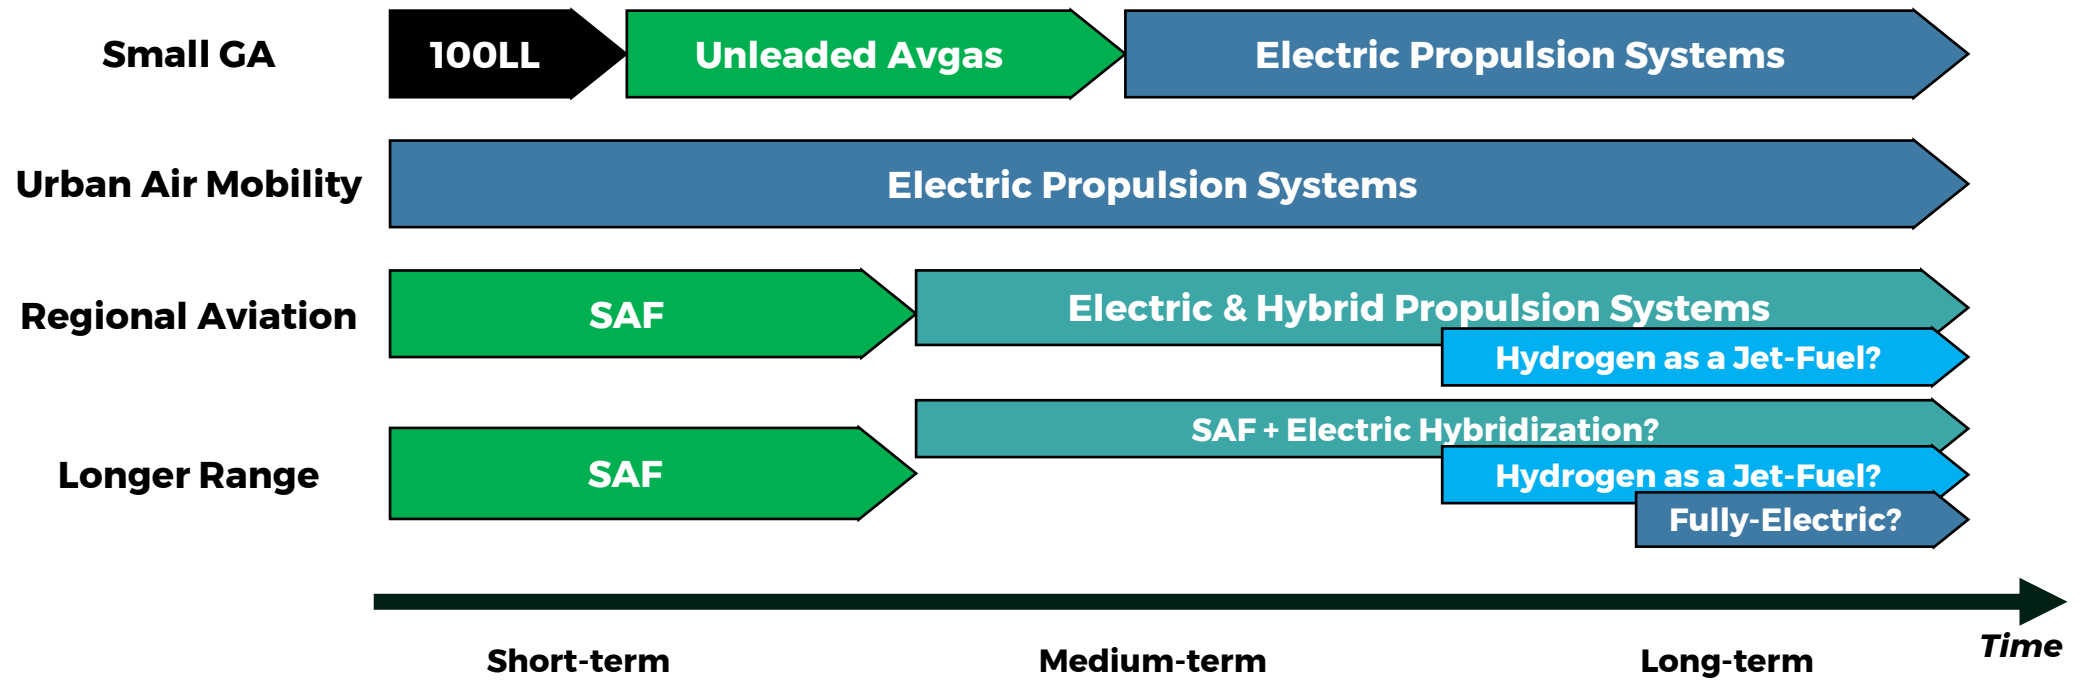 Small GA
100LL
Unleaded Avgas
Electric Propulsion Systems
Urban Air Mobility
Electric Propulsion Systems
Regional Aviation
SAF
Electric & Hybrid Propulsion Systems
Hydrogen as a Jet-Fuel?
Longer Range
SAF
SAF + Electric Hybridization?
Hydrogen as a Jet-Fuel?
Fully-Electric?
Time
Short-term
Medium-term
Long-term